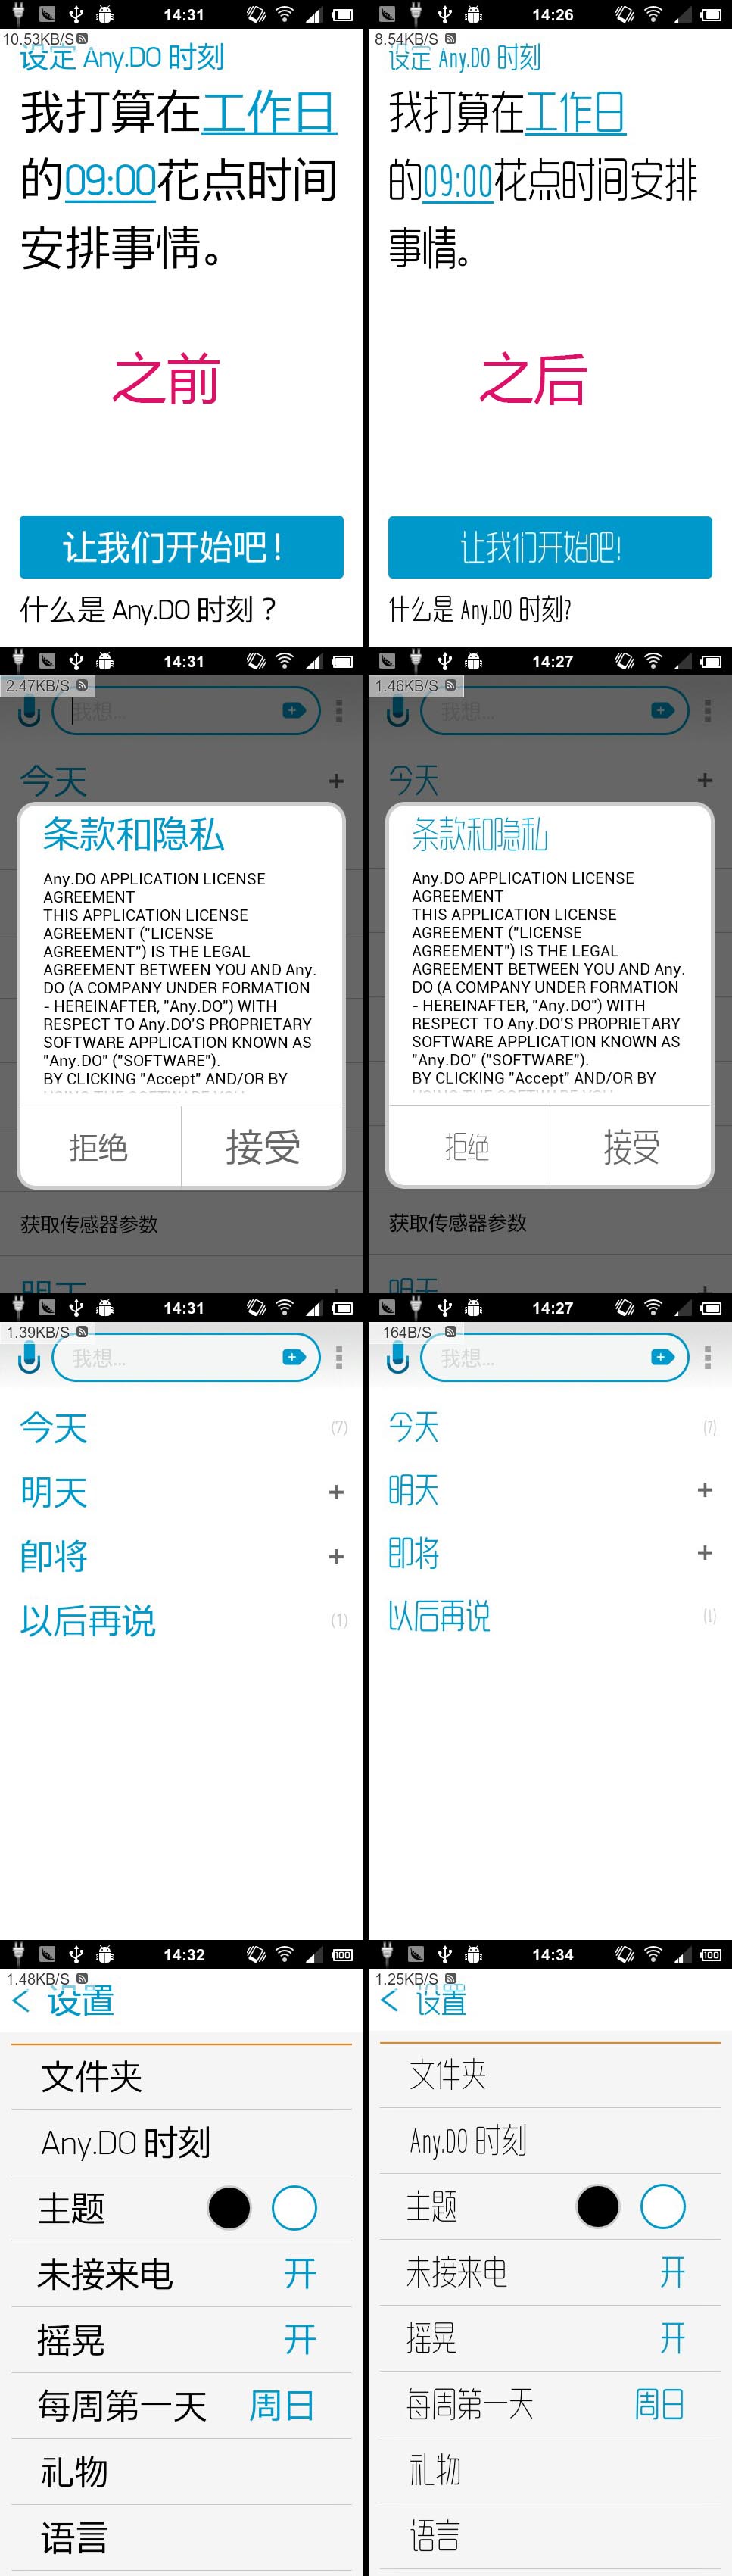 14:31
10.53KB/S
设定 Any.DO 时刻
我打算在工作日
的09:00花点时间
安排事情。
之前
让我们开始吧！
什么是 Any.DO 时刻？
14:26
8.54KB/S
设定 Any.DO 时刻
我打算在工作日
的09:00花点时间安排
事情。
之后
让我们开始吧!
什么是 Any.DO 时刻?
14:31
2.47KB/S
我想...
今天
条款和隐私
Any.DO APPLICATION LICENSE
AGREEMENT
THIS APPLICATION LICENSE
AGREEMENT ("LICENSE
AGREEMENT") IS THE LEGAL
AGREEMENT BETWEEN YOU AND Any.
DO (A COMPANY UNDER FORMATION
- HEREINAFTER, "Any.DO") WITH
RESPECT TO Any.DO'S PROPRIETARY
SOFTWARE APPLICATION KNOWN AS
"Any.DO" ("SOFTWARE").
BY CLICKING "Accept" AND/OR BY
USING THE SOFTWARE YOU
拒绝 接受
获取传感器参数
明天
14:27
1.46KB/S
我想...
今天
条款和隐私
Any.DO APPLICATION LICENSE
AGREEMENT
THIS APPLICATION LICENSE
AGREEMENT ("LICENSE
AGREEMENT") IS THE LEGAL
AGREEMENT BETWEEN YOU AND Any.
DO (A COMPANY UNDER FORMATION
- HEREINAFTER, "Any.DO") WITH
RESPECT TO Any.DO'S PROPRIETARY
SOFTWARE APPLICATION KNOWN AS
"Any.DO" ("SOFTWARE").
BY CLICKING "Accept" AND/OR BY
USING THE SOFTWARE YOU
拒绝 接受
获取传感器参数
明天
14:31
1.39KB/S
我想...
今天 (7)
明天 +
即将 +
以后再说 (1)
14:27
164B/S
我想...
今天 (7)
明天 +
即将 +
以后再说 (1)
14:32 100
1.48KB/S
< 设置
文件夹
Any.DO 时刻
主题
未接来电 开
摇晃 开
每周第一天 周日
礼物
语言
14:34 100
1.25KB/S
< 设置
文件夹
Any.DO 时刻
主题
未接来电 开
摇晃 开
每周第一天 周日
礼物
语言